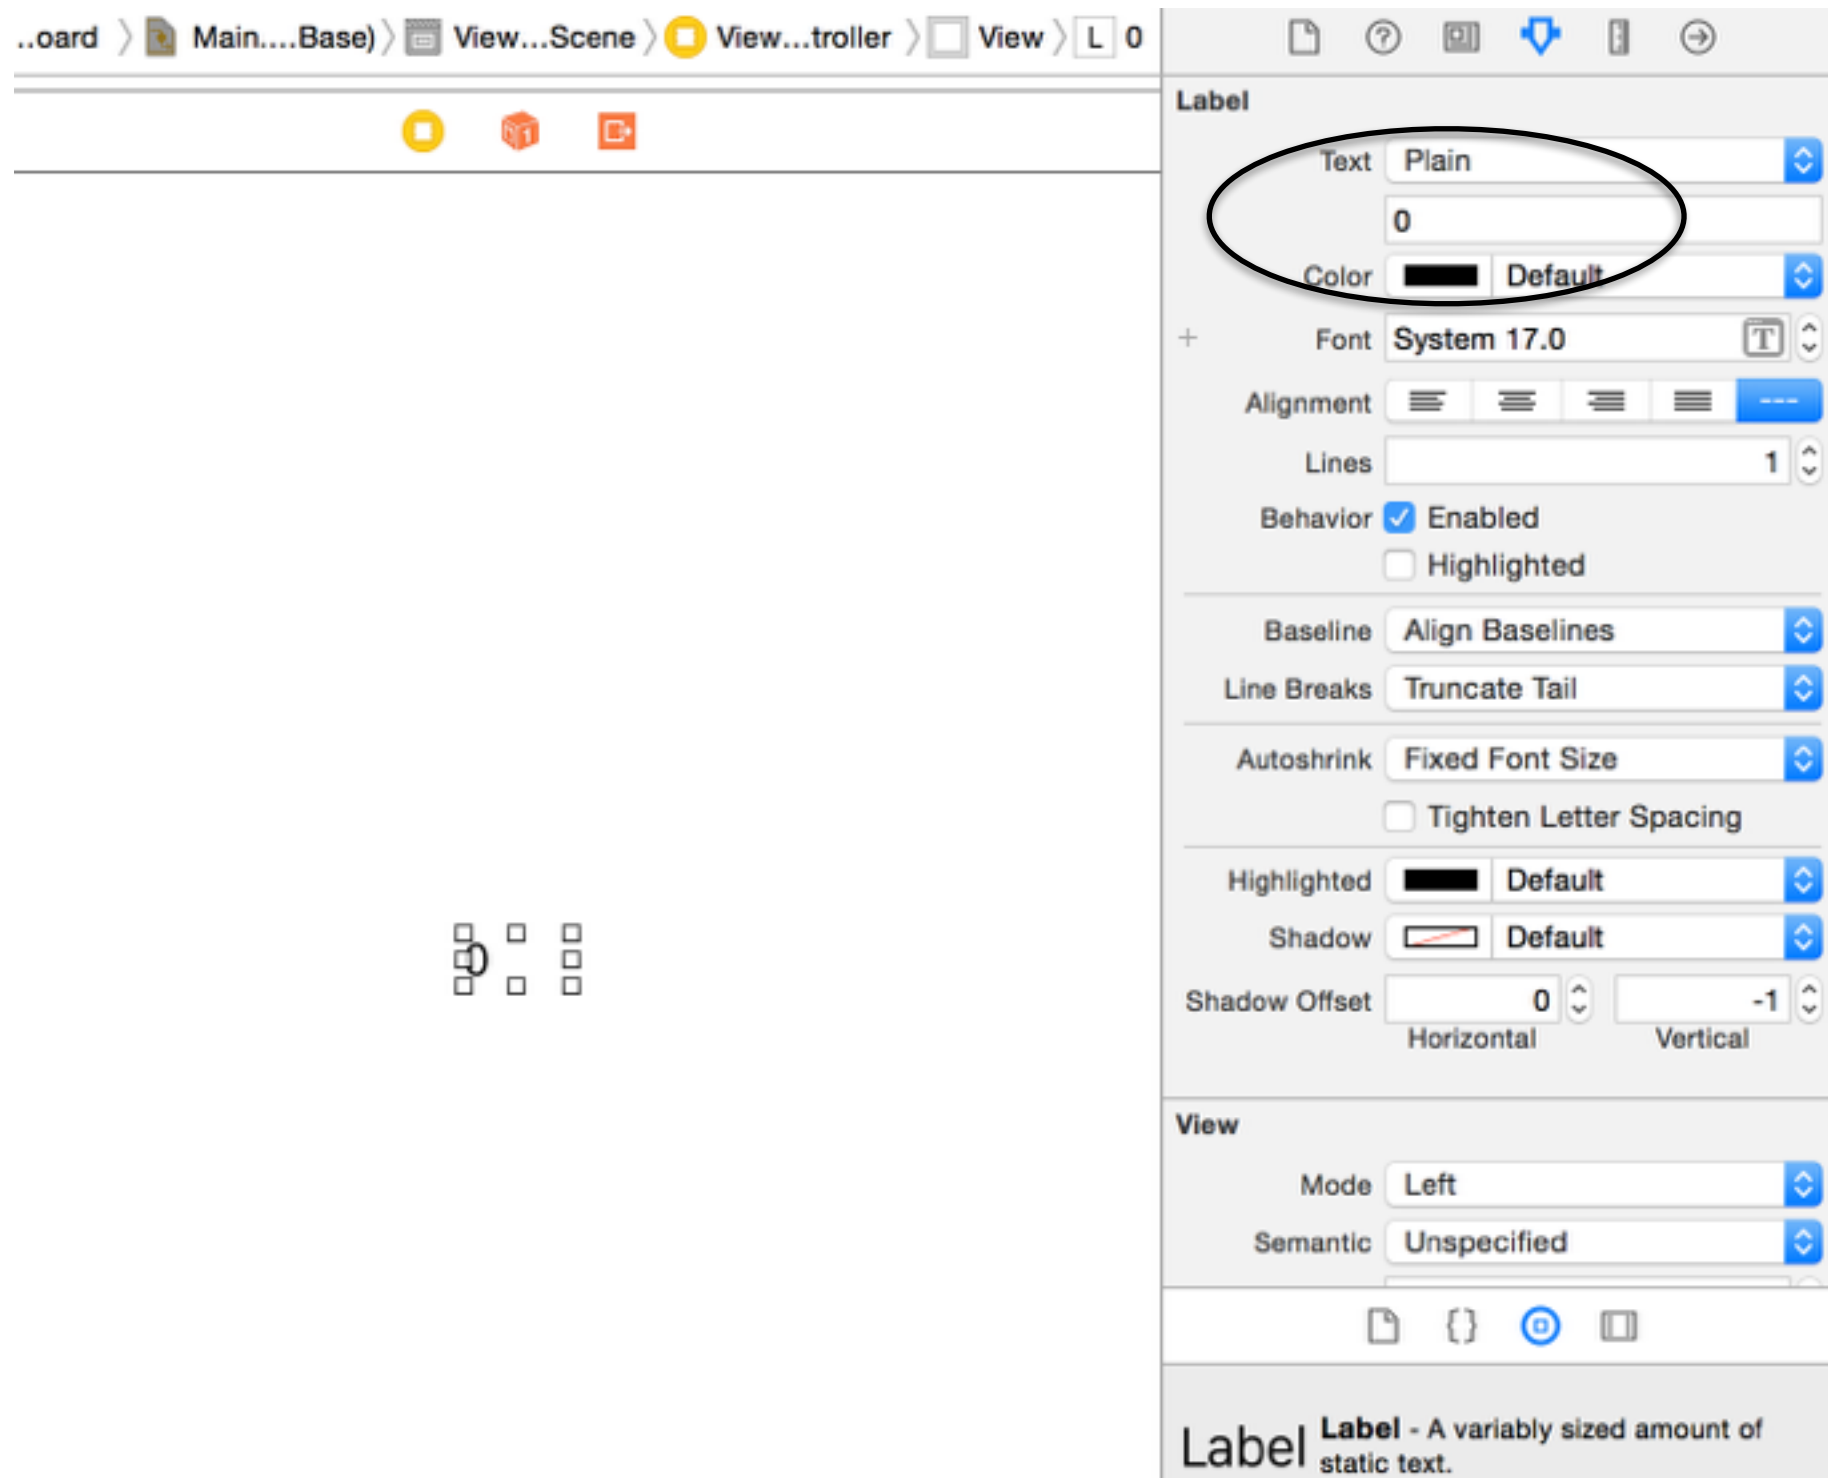 ..oard 〉 Main....Base) 〉 View...Scene 〉 View...troller 〉 View 〉 L 0
Label
Text Plain
0
Color Default
+ Font System 17.0 T
Alignment ---
Lines 1
Behavior Enabled
Highlighted
Baseline Align Baselines
Line Breaks Truncate Tail
Autoshrink Fixed Font Size
Tighten Letter Spacing
Highlighted Default
0
Shadow Default
Shadow Offset 0 -1
Horizontal Vertical
View
Mode Left
Semantic Unspecified
{}
Label Label - A variably sized amount of
static text.